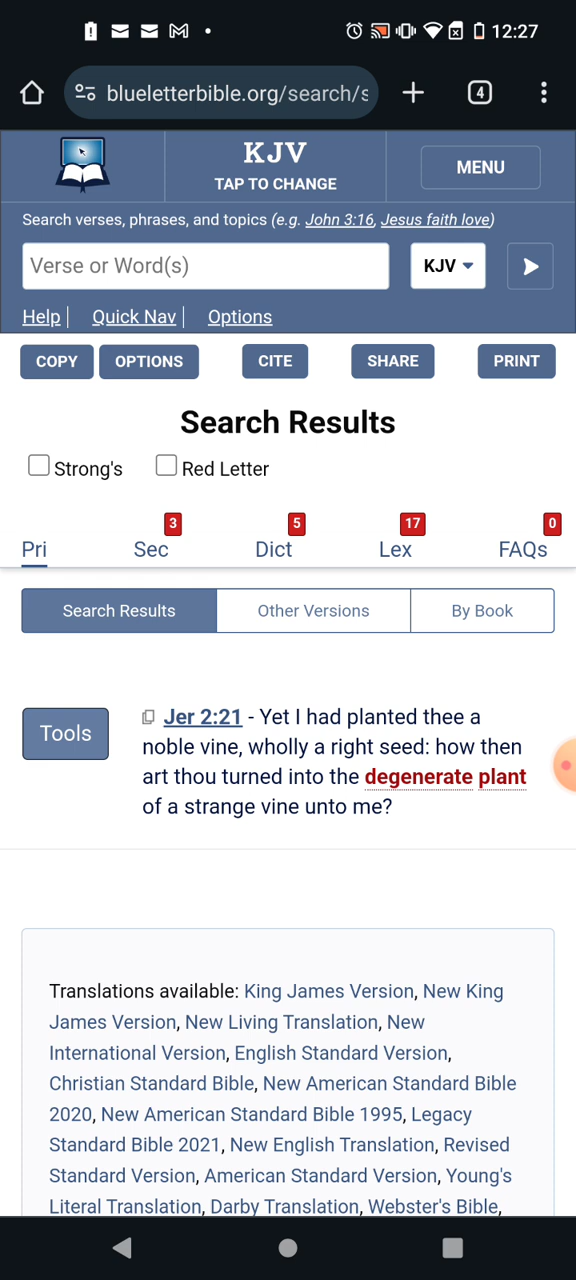 12:27
blueletterbible.org/search/s
4
KJV
TAP TO CHANGE
MENU
Search verses, phrases, and topics (e.g. John 3:16, Jesus faith love)
Verse or Word(s)
KJV
Help| Quick Nav| Options
COPY OPTIONS CITE SHARE PRINT
Search Results
Strong's Red Letter
3 5 17 0
Pri Sec Dict Lex FAQs
Search Results Other Versions By Book
Tools
Jer 2:21 - Yet I had planted thee a
noble vine, wholly a right seed: how then
art thou turned into the degenerate plant
of a strange vine unto me?
Translations available: King James Version, New King
James Version, New Living Translation, New
International Version, English Standard Version,
Christian Standard Bible, New American Standard Bible
2020, New American Standard Bible 1995, Legacy
Standard Bible 2021, New English Translation, Revised
Standard Version, American Standard Version, Young's
Literal Translation, Darby Translation, Webster's Bible,